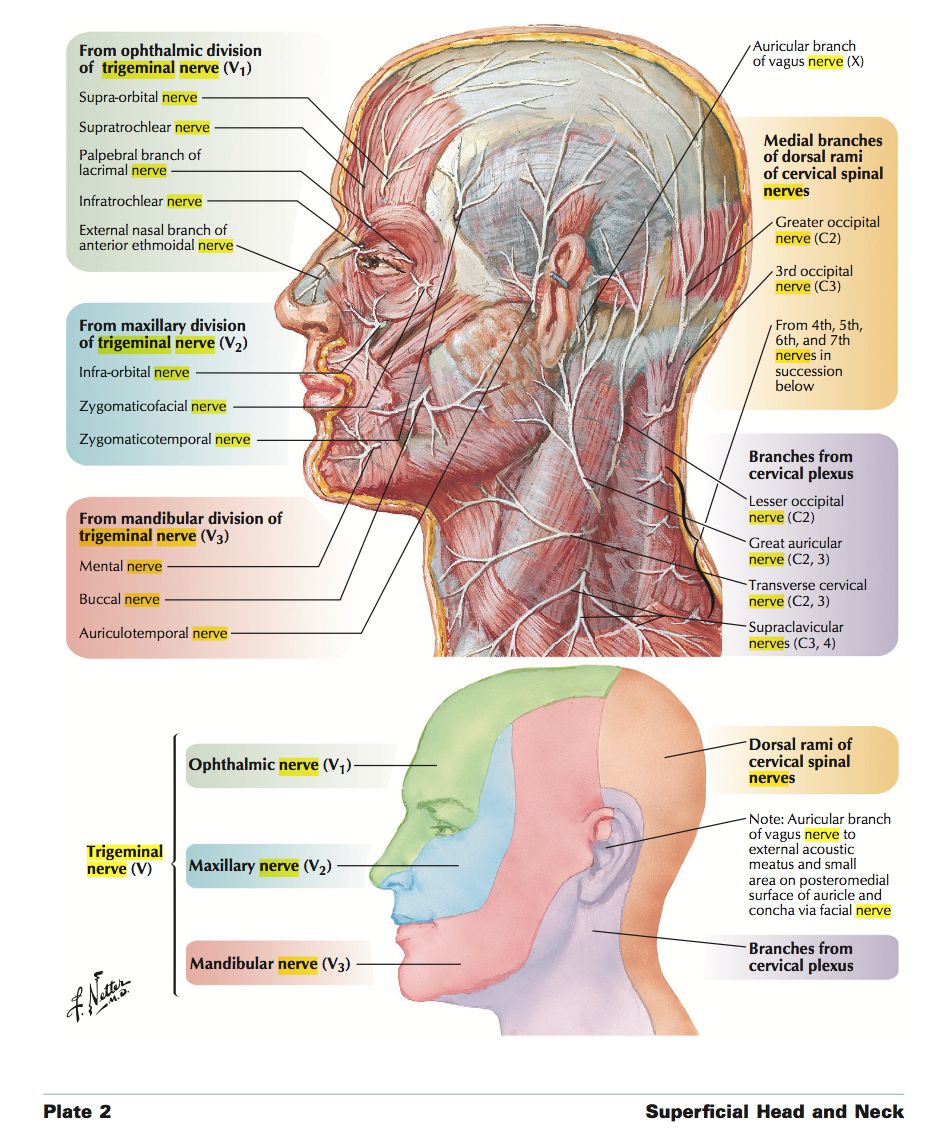 From ophthalmic division
of trigeminal nerve (V₁)
Supra-orbital nerve
Supratrochlear nerve
Palpebral branch of
lacrimal nerve
Infratrochlear nerve
External nasal branch of
anterior ethmoidal nerve
From maxillary division
of trigeminal nerve (V₂)
Infra-orbital nerve
Zygomaticofacial nerve
Zygomaticotemporal nerve
From mandibular division of
trigeminal nerve (V₃)
Mental nerve
Buccal nerve
Auriculotemporal nerve
Auricular branch
of vagus nerve (X)
Medial branches
of dorsal rami
of cervical spinal
nerves
Greater occipital
nerve (C2)
3rd occipital
nerve (C3)
From 4th, 5th,
6th, and 7th
nerves in
succession
below
Branches from
cervical plexus
Lesser occipital
nerve (C2)
Great auricular
nerve (C2, 3)
Transverse cervical
nerve (C2, 3)
Supraclavicular
nerves (C3, 4)
Trigeminal
nerve (V)
Ophthalmic nerve (V₁)
Maxillary nerve (V₂)
Mandibular nerve (V₃)
Dorsal rami of
cervical spinal
nerves
Note: Auricular branch
of vagus nerve to
external acoustic
meatus and small
area on posteromedial
surface of auricle and
concha via facial nerve
Branches from
cervical plexus
F. Netter
M.D.
Plate 2
Superficial Head and Neck